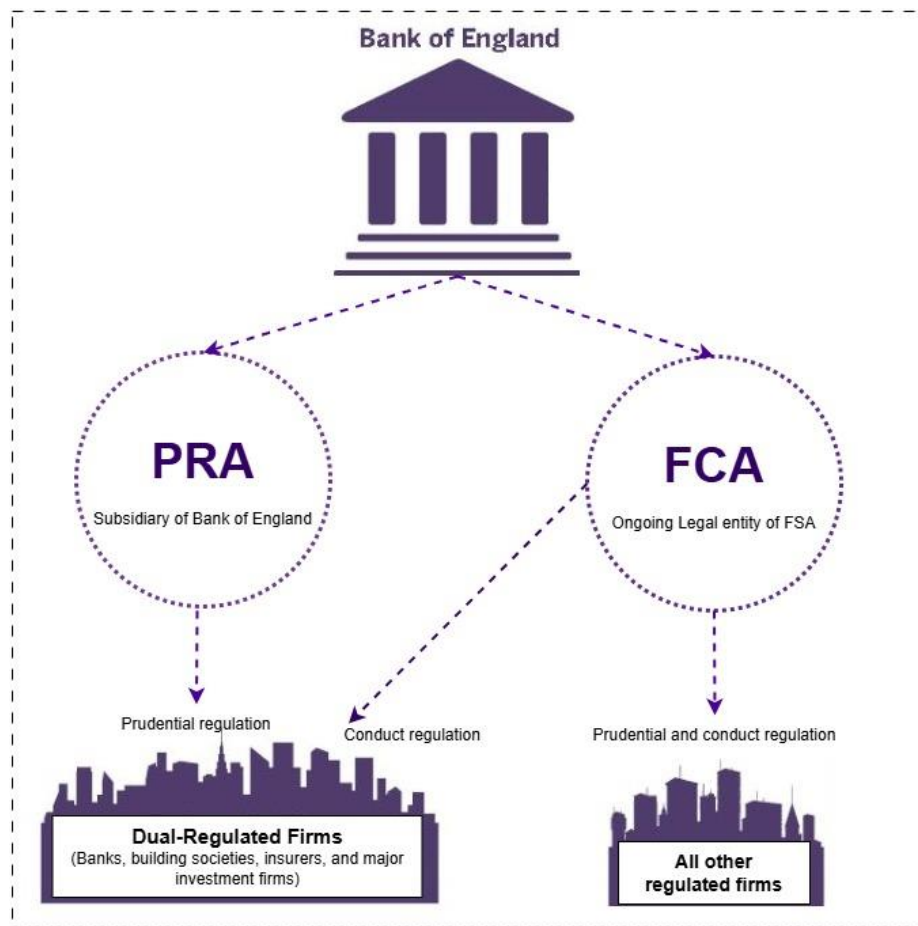 Bank of England
PRA
Subsidiary of Bank of England
FCA
Ongoing Legal entity of FSA
Prudential regulation
Conduct regulation
Prudential and conduct regulation
Dual-Regulated Firms
(Banks, building societies, insurers, and major
investment firms)
All other
regulated firms